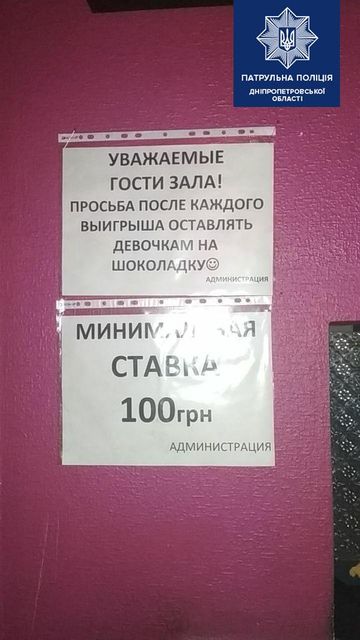 ПАТРУЛЬНА ПОЛІЦІЯ
ДНІПРОПЕТРОВСЬКОЇ
ОБЛАСТІ
УВАЖАЕМЫЕ
ГОСТИ ЗАЛА!
ПРОСЬБА ПОСЛЕ КАЖДОГО
ВЫИГРЫША ОСТАВЛЯТЬ
ДЕВОЧКАМ НА
ШОКОЛАДКУ☺
АДМИНИСТРАЦИЯ
МИНИМАЛЬНАЯ
СТАВКА
100грн
АДМИНИСТРАЦИЯ